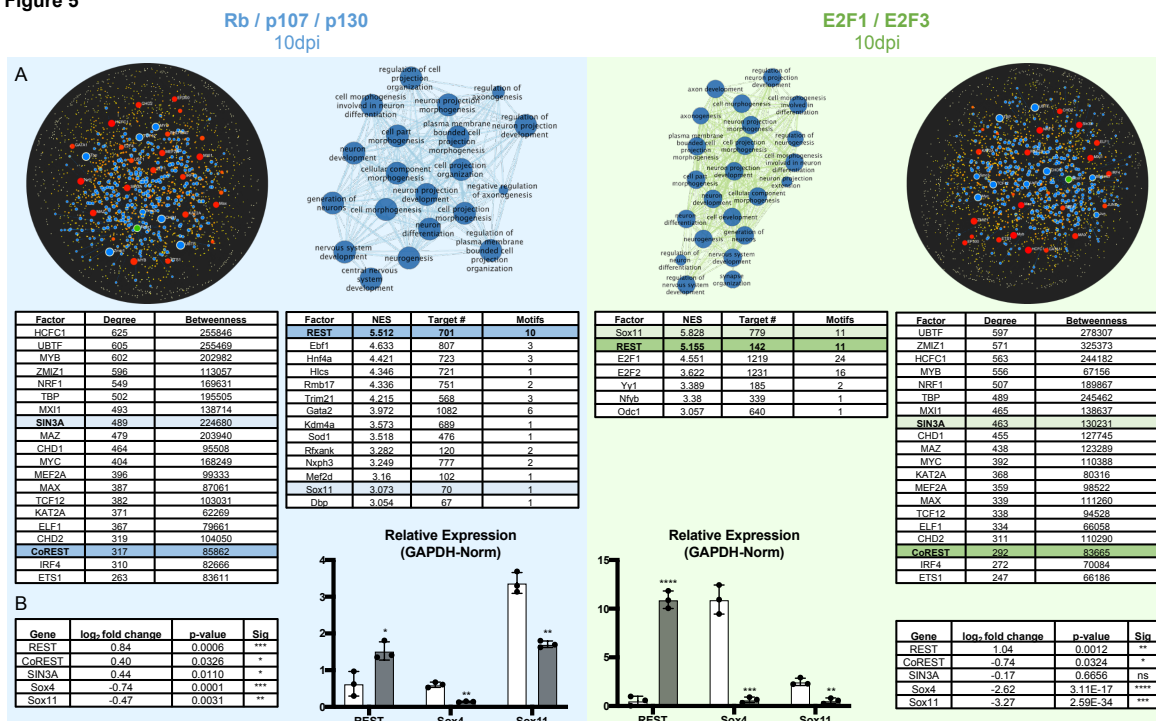 Figure 5
Rb / p107 / p130
10dpi
E2F1 / E2F3
10dpi
A
regulation of cell
projection
organization
cell morphogenesis
involved in neuron
differentiation
neuron projection
morphogenesis
regulation of
axonogenesis
cell part
morphogenesis
plasma membrane
bounded cell
projection
morphogenesis
regulation of
neuron projection
development
neuron
development
cellular component
morphogenesis
cell projection
organization
neuron projection
development
negative regulation
of axonogenesis
generation of
neurons
cell morphogenesis
cell projection
morphogenesis
neuron
differentiation
regulation of
plasma membrane
bounded cell
projection
organization
nervous system
development
neurogenesis
central nervous
system
development
axon development
regulation of
neuron projection
development
cell morphogenesis
cell morphogenesis
involved in
differentiation
axonogenesis
neuron projection
morphogenesis
plasma membrane
bounded cell
projection
morphogenesis
cell projection
morphogenesis
regulation of
neurogenesis
cell morphogenesis
involved in neuron
differentiation
neuron projection
development
cell part
morphogenesis
neuron projection
extension
neuron
development
cellular component
morphogenesis
neuron
differentiation
cell development
neurogenesis
generation of
neurons
regulation of
neuron
differentiation
nervous system
development
regulation of
nervous system
development
synapse
organization
Factor Degree Betweenness
HCFC1 625 255846
UBTF 605 255469
MYB 602 202982
ZMIZ1 596 113057
NRF1 549 169631
TBP 502 195505
MXI1 493 138714
SIN3A 489 224680
MAZ 479 203940
CHD1 464 95508
MYC 404 168249
MEF2A 396 99333
MAX 387 87061
TCF12 382 103031
KAT2A 371 62269
ELF1 367 79661
CHD2 319 104050
CoREST 317 85862
IRF4 310 82666
ETS1 263 83611
Factor NES Target # Motifs
REST 5.512 701 10
Ebf1 4.633 807 3
Hnf4a 4.421 723 3
Hlcs 4.346 721 1
Rmb17 4.336 751 2
Trim21 4.215 568 3
Gata2 3.972 1082 6
Kdm4a 3.573 689 1
Sod1 3.518 476 1
Rfxank 3.282 120 2
Nxph3 3.249 777 2
Mef2d 3.16 102 1
Sox11 3.073 70 1
Dbp 3.054 67 1
Factor NES Target # Motifs
Sox11 5.828 779 11
REST 5.155 142 11
E2F1 4.551 1219 24
E2F2 3.622 1231 16
Yy1 3.389 185 2
Nfyb 3.38 339 1
Odc1 3.057 640 1
Factor Degree Betweenness
UBTF 597 278307
ZMIZ1 571 325373
HCFC1 563 244182
MYB 556 67156
NRF1 507 189867
TBP 489 245462
MXI1 465 138637
SIN3A 463 130231
CHD1 455 127745
MAZ 438 123289
MYC 392 110388
KAT2A 368 80316
MEF2A 359 98522
MAX 339 111260
TCF12 338 94528
ELF1 334 66058
CHD2 311 110290
CoREST 292 83665
IRF4 272 70084
ETS1 247 66186
B
Gene log2 fold change p-value Sig
REST 0.84 0.0006 ***
CoREST 0.40 0.0326 *
SIN3A 0.44 0.0110 *
Sox4 -0.74 0.0001 ***
Sox11 -0.47 0.0031 **
Relative Expression
(GAPDH-Norm)
4
3
2
1
0
*
**
**
REST Sox4 Sox11
Relative Expression
(GAPDH-Norm)
15
10
5
0
****
***
**
REST Sox4 Sox11
Gene log2 fold change p-value Sig
REST 1.04 0.0012 **
CoREST -0.74 0.0324 *
SIN3A -0.17 0.6656 ns
Sox4 -2.62 3.11E-17 ****
Sox11 -3.27 2.59E-34 ***